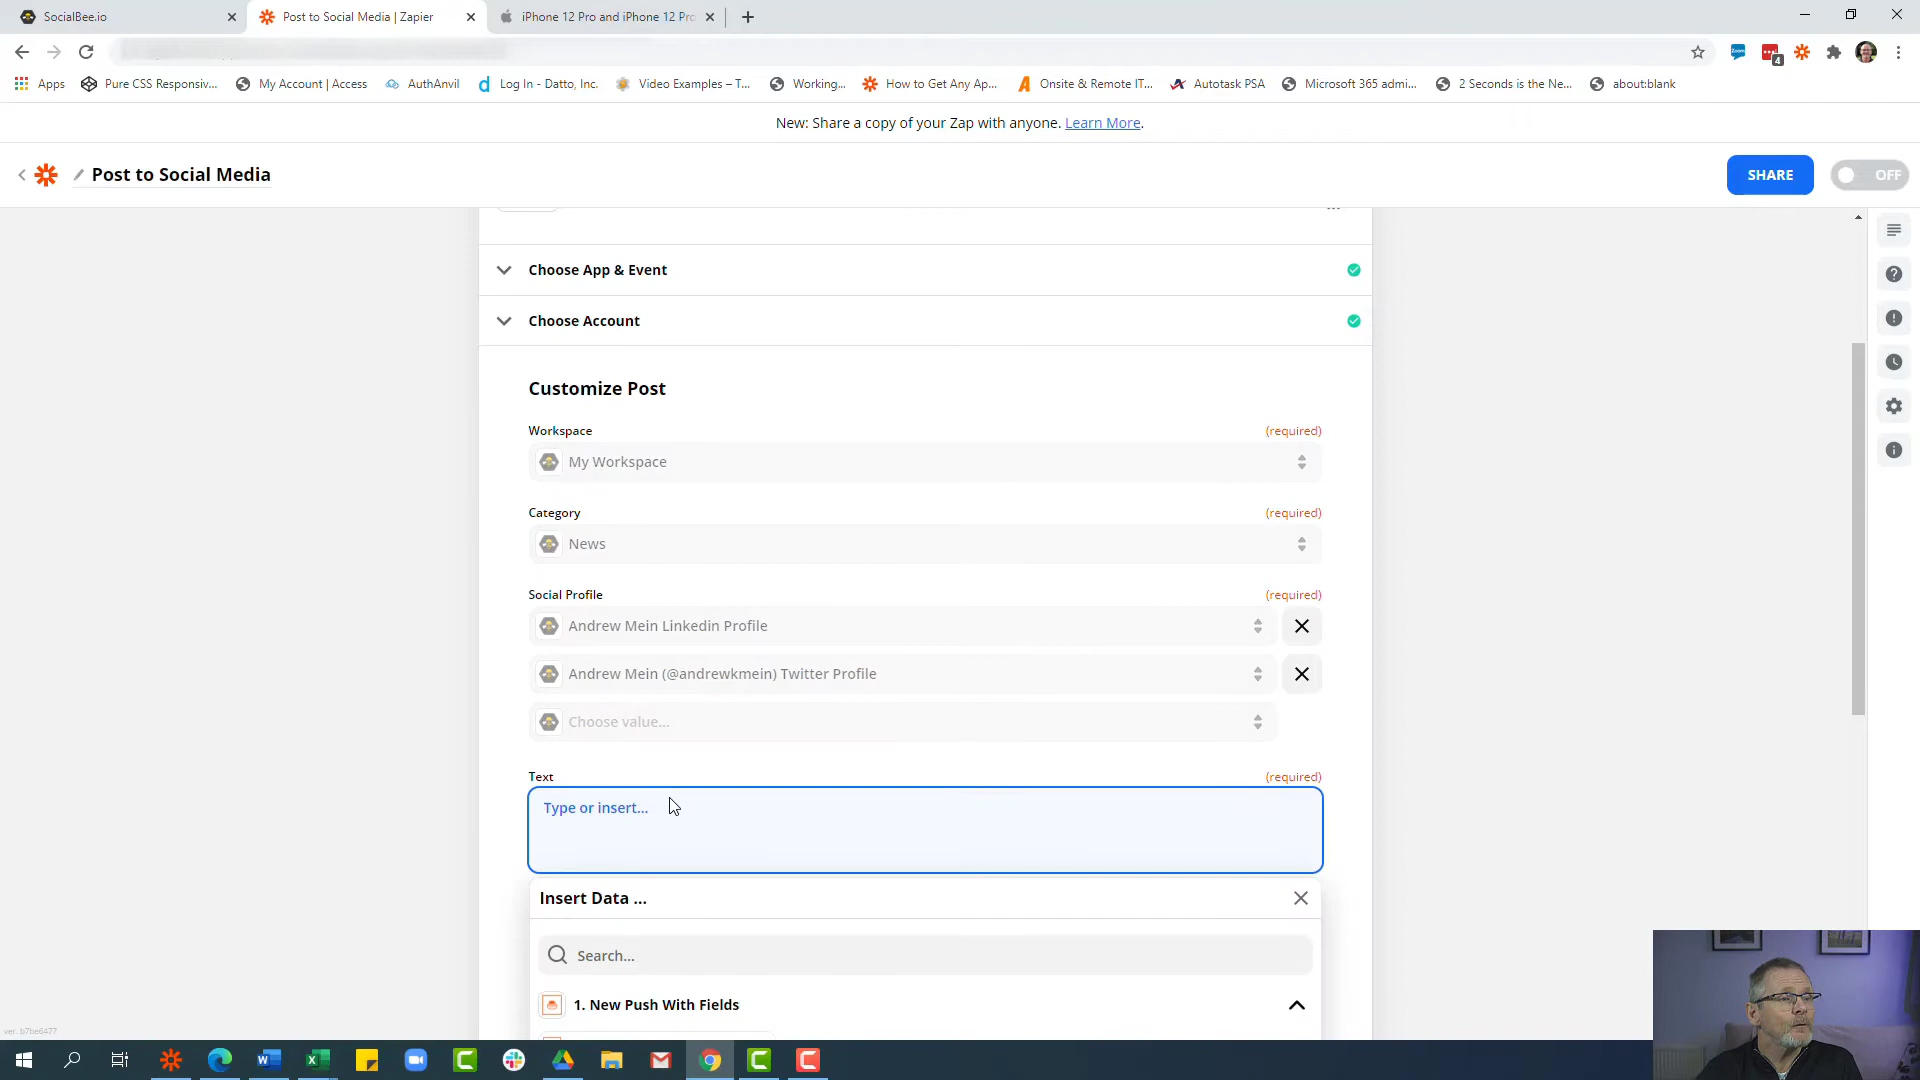 SocialBee.io
Post to Social Media | Zapier
iPhone 12 Pro and iPhone 12 Pro
Apps
Pure CSS Responsiv...
My Account | Access
AuthAnvil
Log In - Datto, Inc.
Video Examples – T...
Working...
How to Get Any Ap...
Onsite & Remote IT...
Autotask PSA
Microsoft 365 admi...
2 Seconds is the Ne...
about:blank
New: Share a copy of your Zap with anyone. Learn More.
Post to Social Media
SHARE
OFF
Choose App & Event
Choose Account
Customize Post
Workspace (required)
My Workspace
Category (required)
News
Social Profile (required)
Andrew Mein Linkedin Profile
Andrew Mein (@andrewkmein) Twitter Profile
Choose value...
Text (required)
Type or insert...
Insert Data ...
Search...
1. New Push With Fields
ver. b7be6477